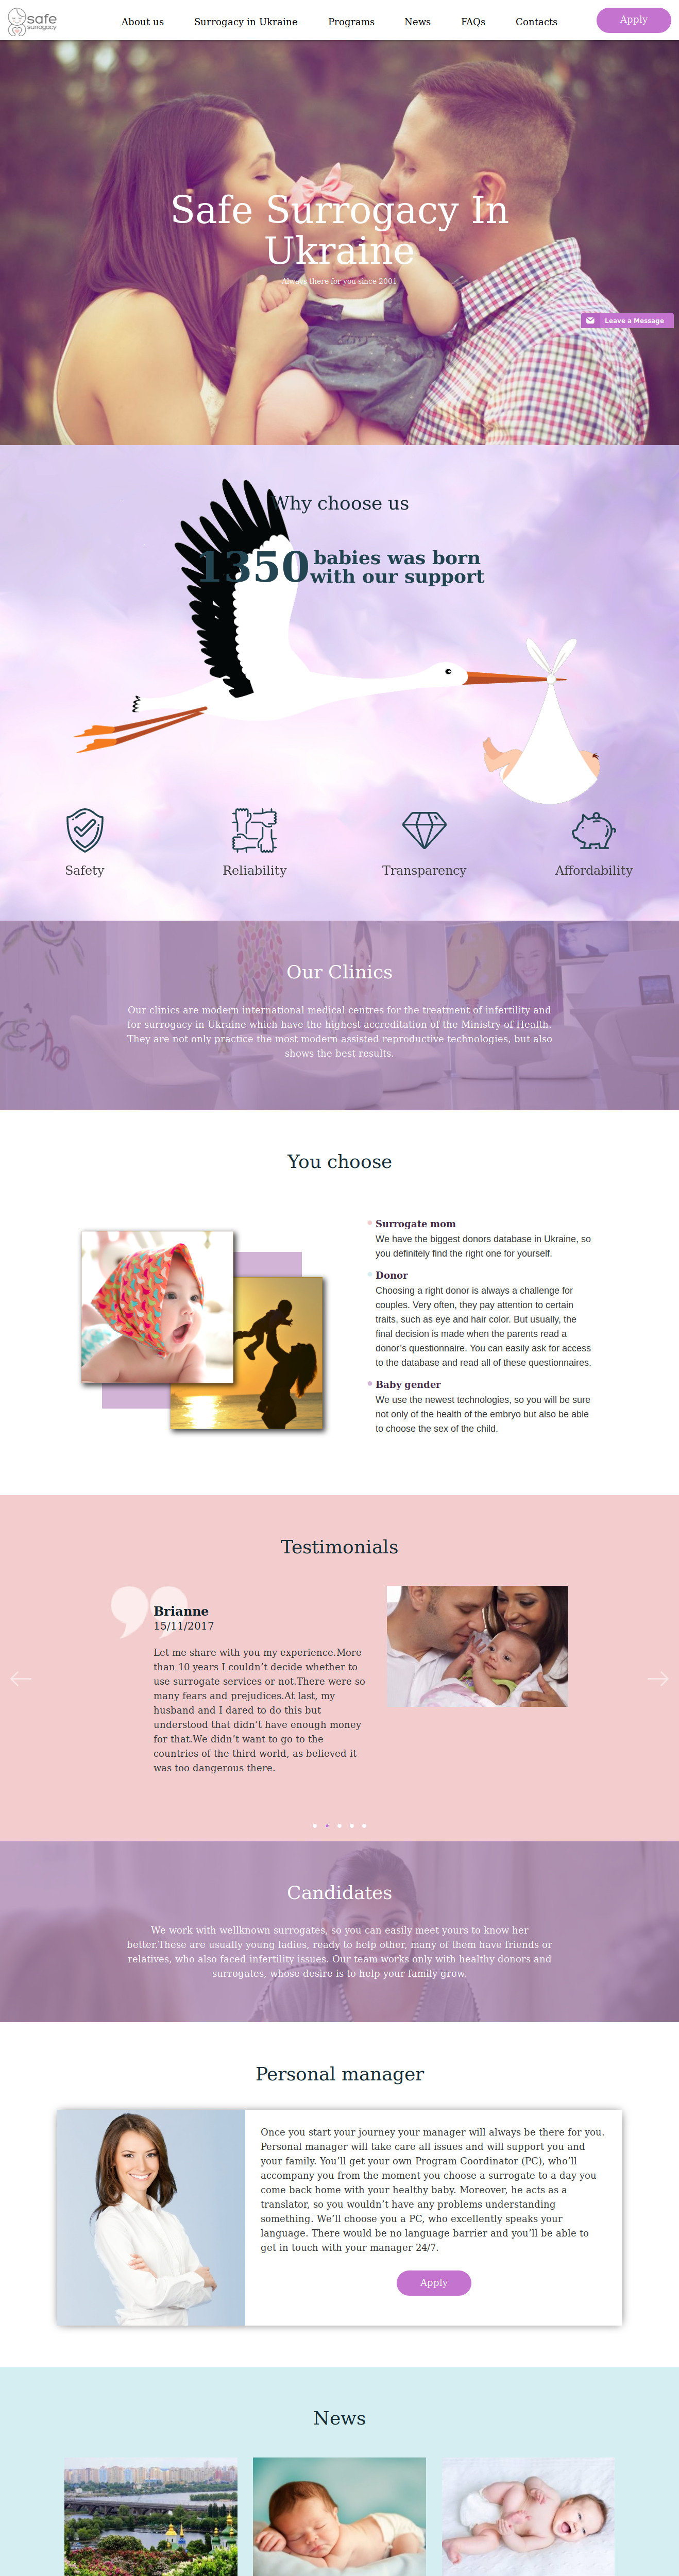 safe
surrogacy
About us
Surrogacy in Ukraine
Programs
News
FAQs
Contacts
Apply
Safe Surrogacy In
Ukraine
Always there for you since 2001
Leave a Message
Why choose us
1350
babies was born
with our support
Safety
Reliability
Transparency
Affordability
Our Clinics
Our clinics are modern international medical centres for the treatment of infertility and
for surrogacy in Ukraine which have the highest accreditation of the Ministry of Health.
They are not only practice the most modern assisted reproductive technologies, but also
shows the best results.
You choose
Surrogate mom
We have the biggest donors database in Ukraine, so
you definitely find the right one for yourself.
Donor
Choosing a right donor is always a challenge for
couples. Very often, they pay attention to certain
traits, such as eye and hair color. But usually, the
final decision is made when the parents read a
donor’s questionnaire. You can easily ask for access
to the database and read all of these questionnaires.
Baby gender
We use the newest technologies, so you will be sure
not only of the health of the embryo but also be able
to choose the sex of the child.
Testimonials
Brianne
15/11/2017
Let me share with you my experience.More
than 10 years I couldn’t decide whether to
use surrogate services or not.There were so
many fears and prejudices.At last, my
husband and I dared to do this but
understood that didn’t have enough money
for that.We didn’t want to go to the
countries of the third world, as believed it
was too dangerous there.
Candidates
We work with wellknown surrogates, so you can easily meet yours to know her
better.These are usually young ladies, ready to help other, many of them have friends or
relatives, who also faced infertility issues. Our team works only with healthy donors and
surrogates, whose desire is to help your family grow.
Personal manager
Once you start your journey your manager will always be there for you.
Personal manager will take care all issues and will support you and
your family. You’ll get your own Program Coordinator (PC), who’ll
accompany you from the moment you choose a surrogate to a day you
come back home with your healthy baby. Moreover, he acts as a
translator, so you wouldn’t have any problems understanding
something. We’ll choose you a PC, who excellently speaks your
language. There would be no language barrier and you’ll be able to
get in touch with your manager 24/7.
Apply
News